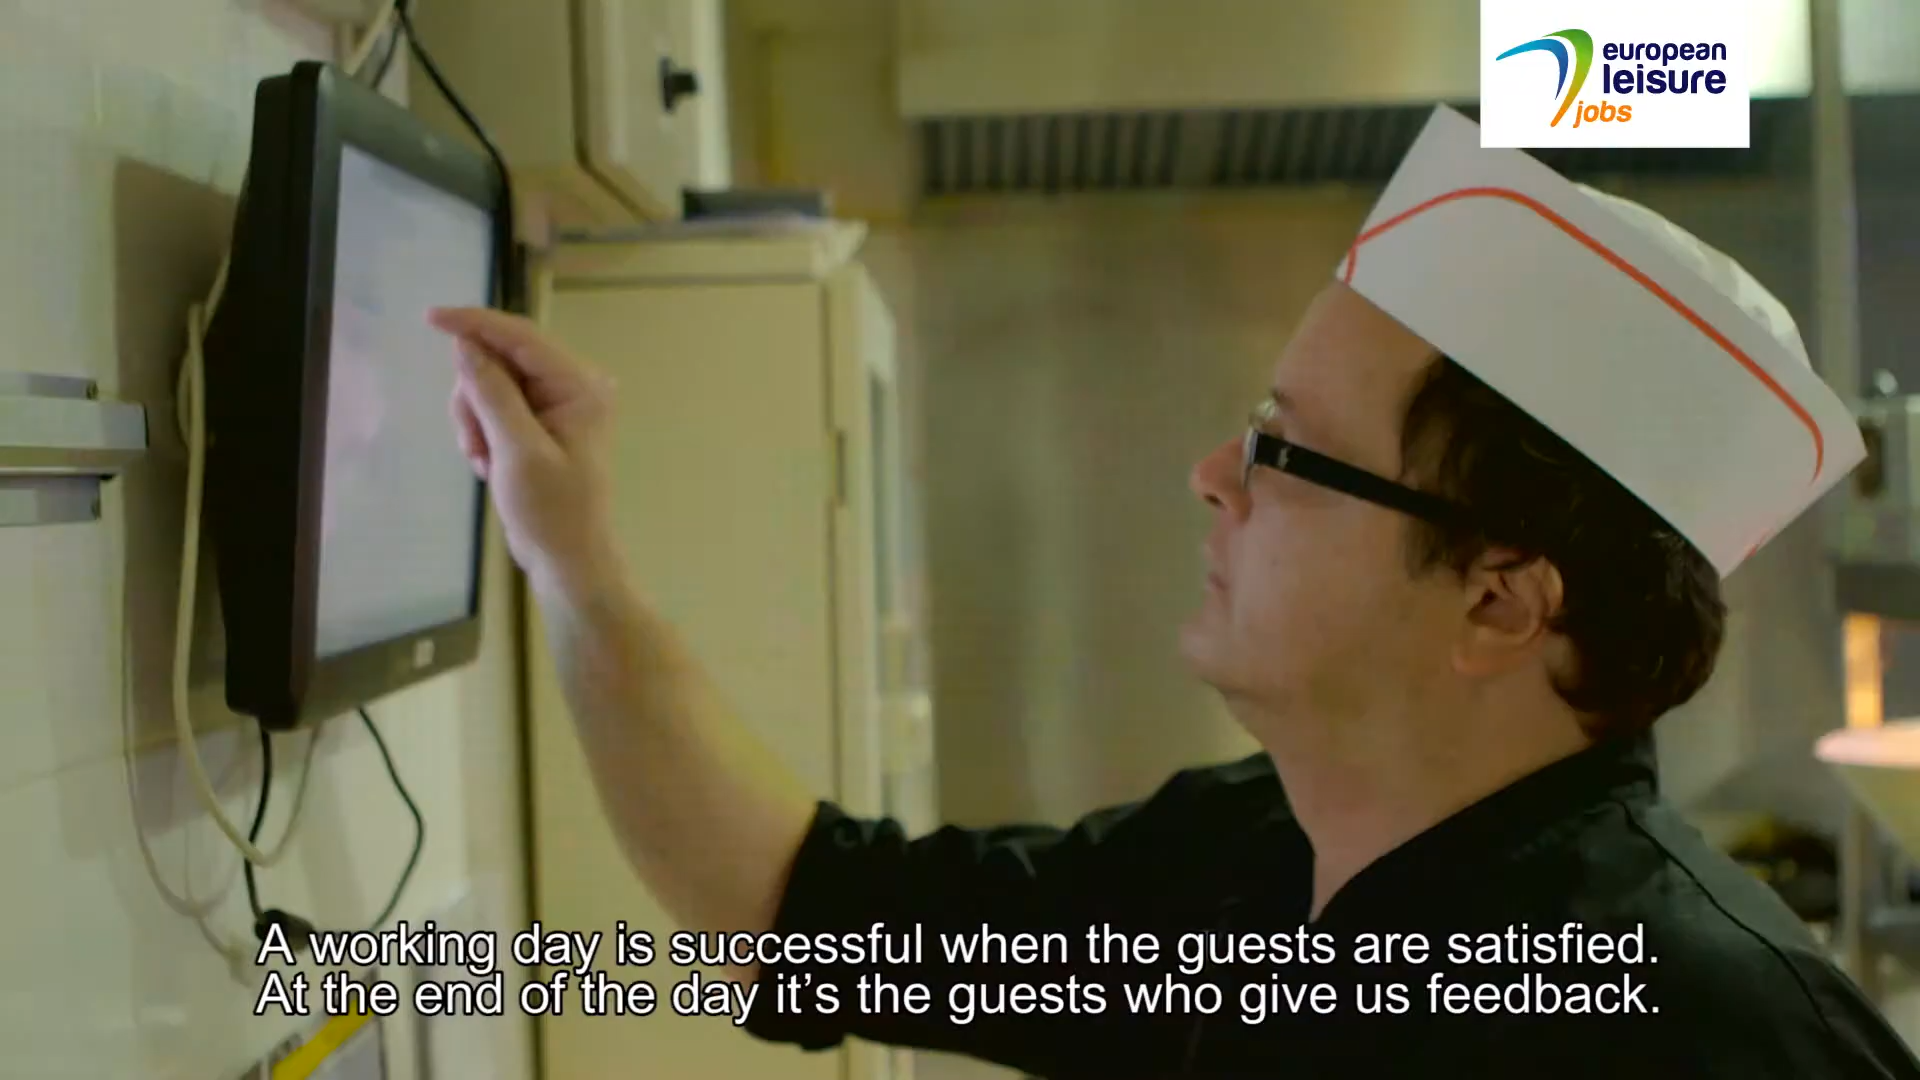 european
leisure
jobs
A working day is successful when the guests are satisfied.
At the end of the day it’s the guests who give us feedback.